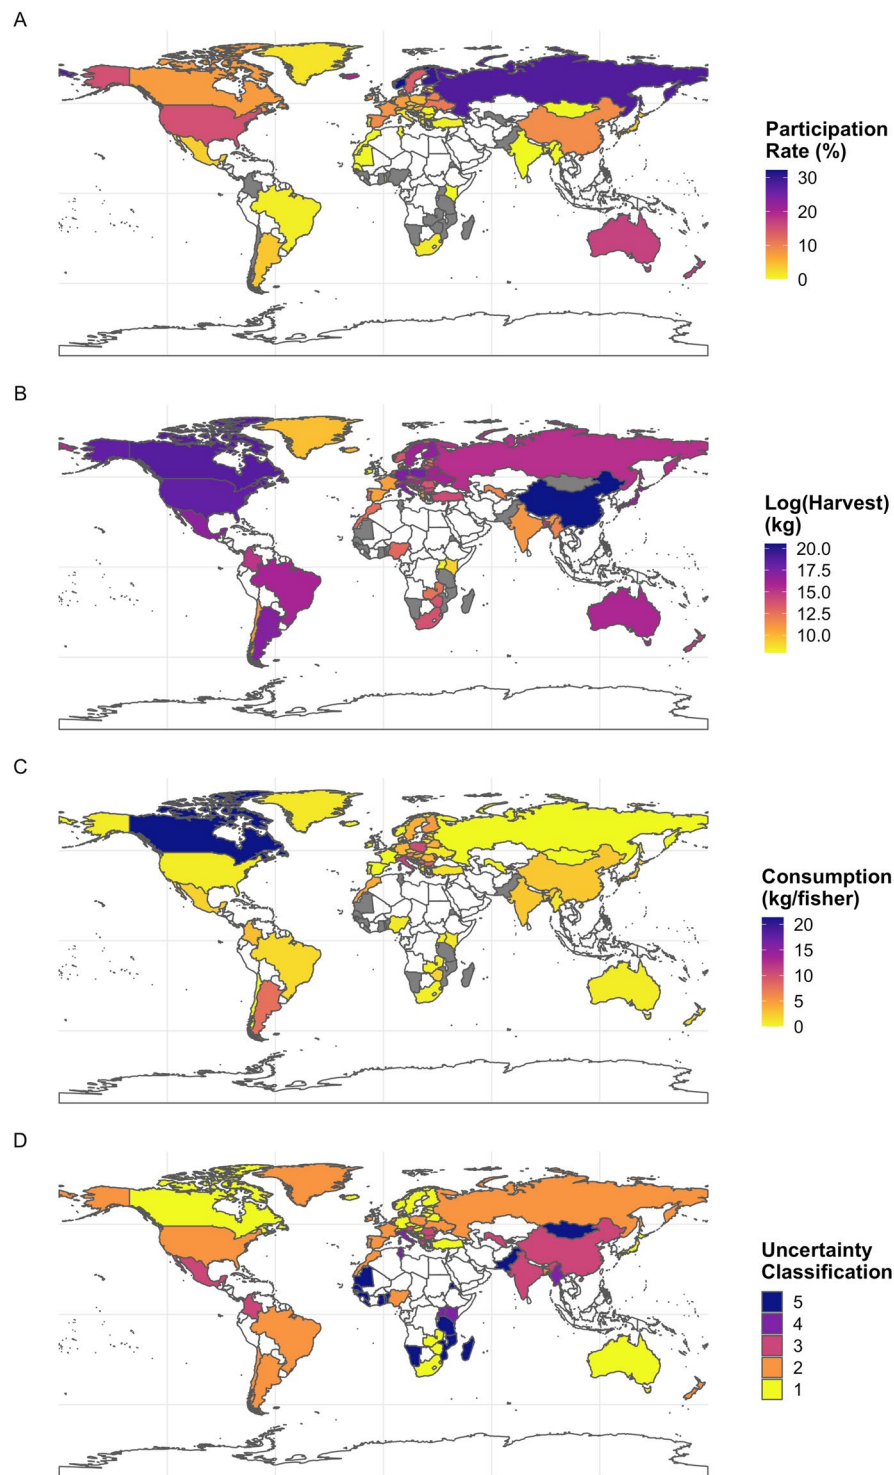 A
Participation
Rate (%)
30
20
10
0
B
Log(Harvest)
(kg)
20.0
17.5
15.0
12.5
10.0
C
Consumption
(kg/fisher)
20
15
10
5
0
D
Uncertainty
Classification
5
4
3
2
1